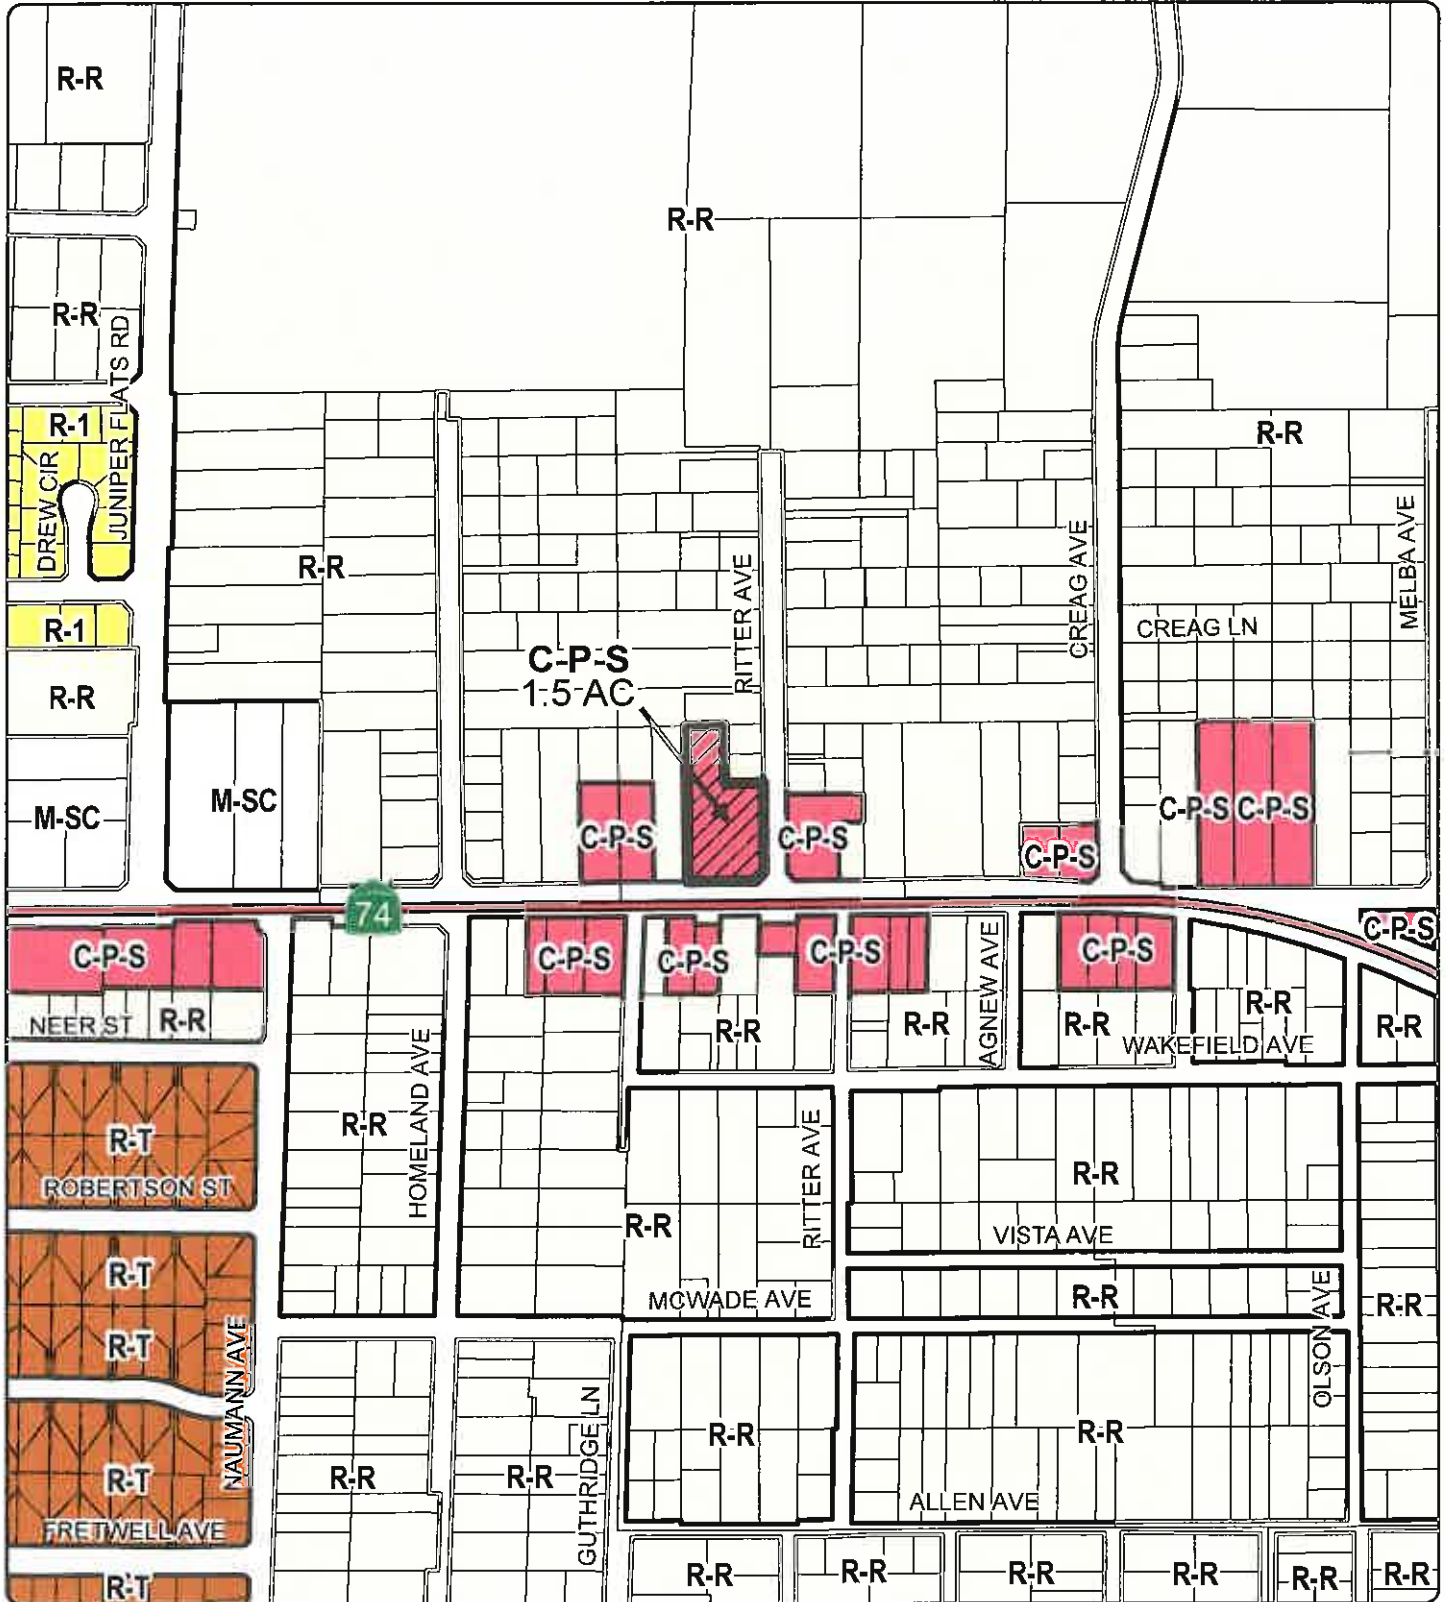 R-R
R-R
R-R
JUNIPER FLATS RD
R-1
DREW CIR
R-R
R-R
MELBA AVE
CREAG AVE
RITTER AVE
CREAG LN
R-1
C-P-S
1.5 AC
R-R
M-SC
M-SC
C-P-S
C-P-S
C-P-S
C-P-S
C-P-S
74
C-P-S
C-P-S
C-P-S
C-P-S
C-P-S
C-P-S
NEER ST
R-R
R-R
R-R
AGNEW AVE
R-R
R-R
R-R
WAKEFIELD AVE
HOMELAND AVE
R-R
R-T
ROBERTSON ST
RITTER AVE
R-R
R-R
VISTA AVE
R-T
MCWADE AVE
R-R
OLSON AVE
R-R
R-T
NAUMANN AVE
R-R
R-R
R-T
R-R
R-R
GUTHRIDGE LN
ALLEN AVE
FRETWELL AVE
R-T
R-R
R-R
R-R
R-R
R-R
R-R